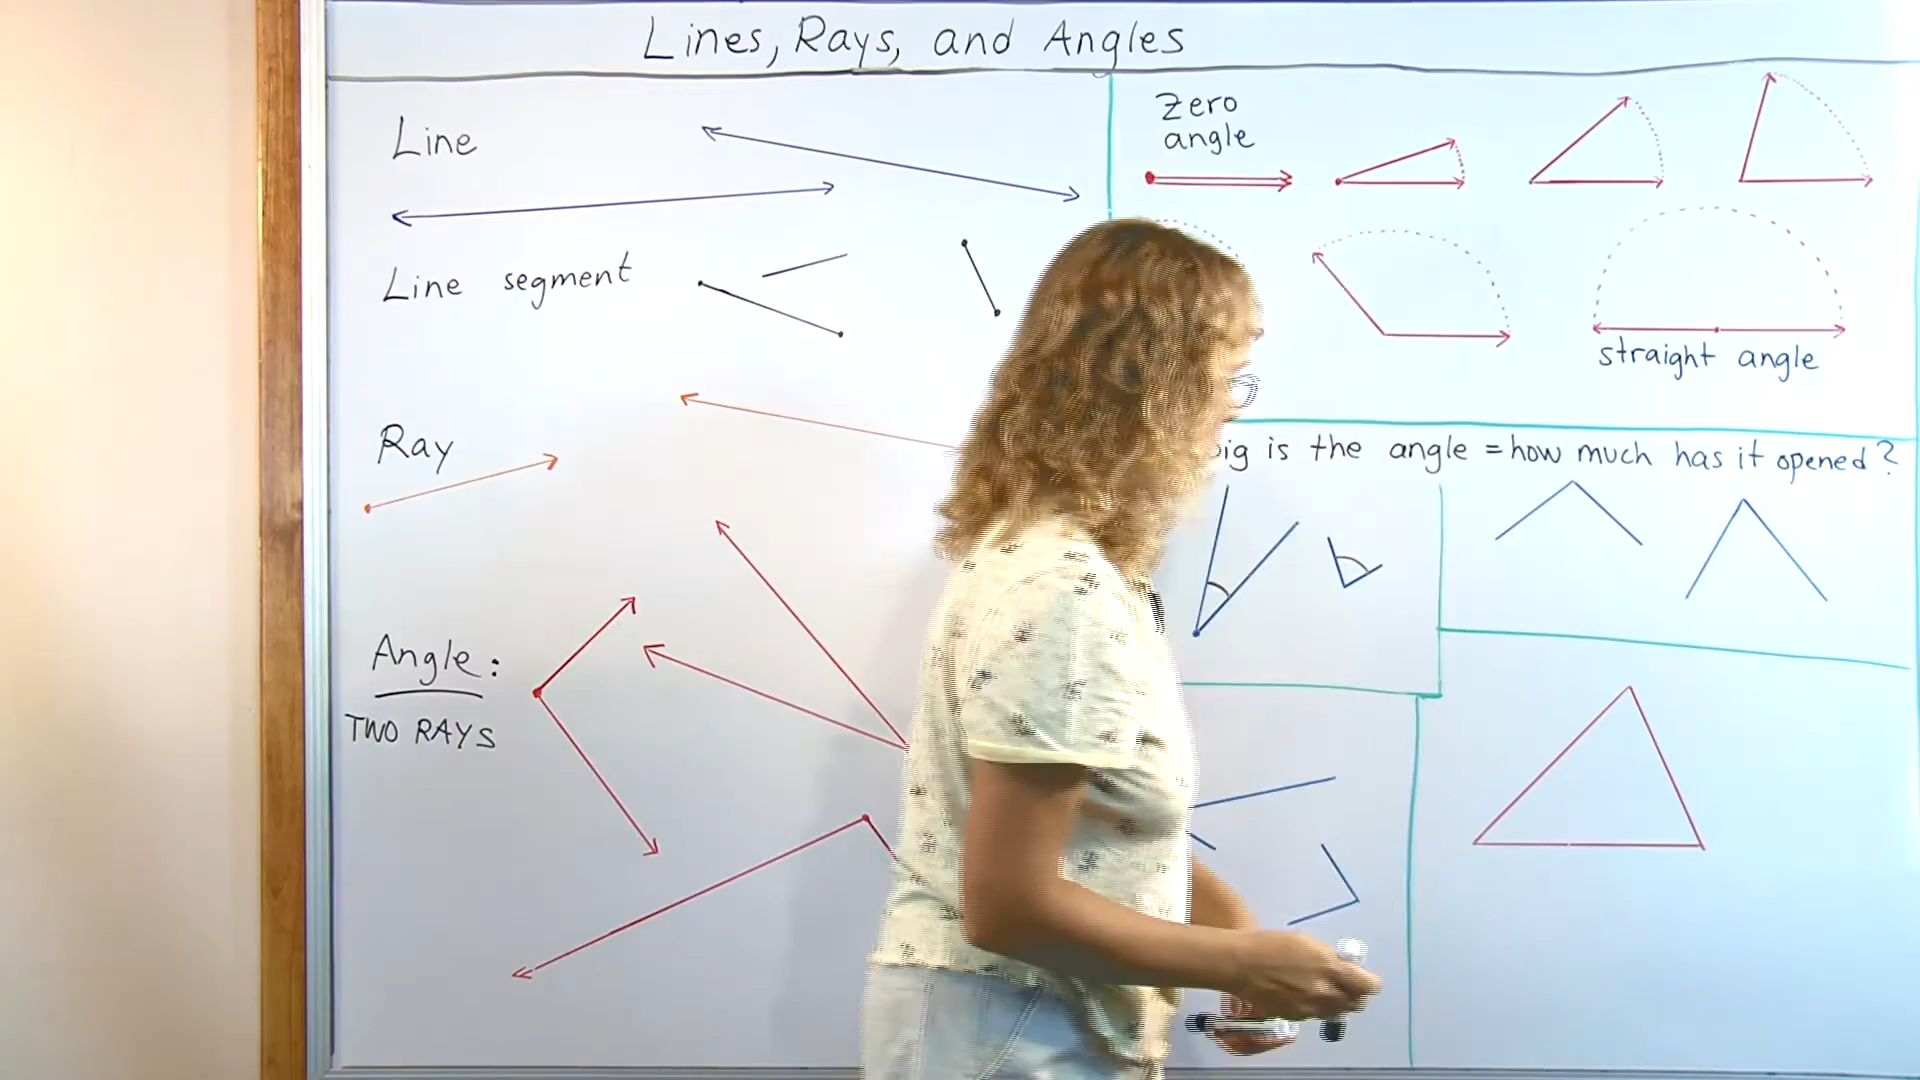 Lines, Rays, and Angles
Line
Line segment
Ray
Angle:
TWO RAYS
Zero
angle
straight angle
is the angle = how much has it opened?